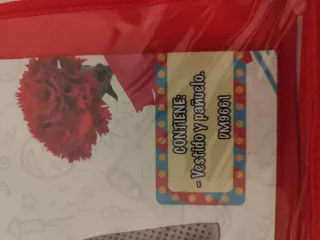 CONTIENE:
- Vestido y pañuelo.
PM9661